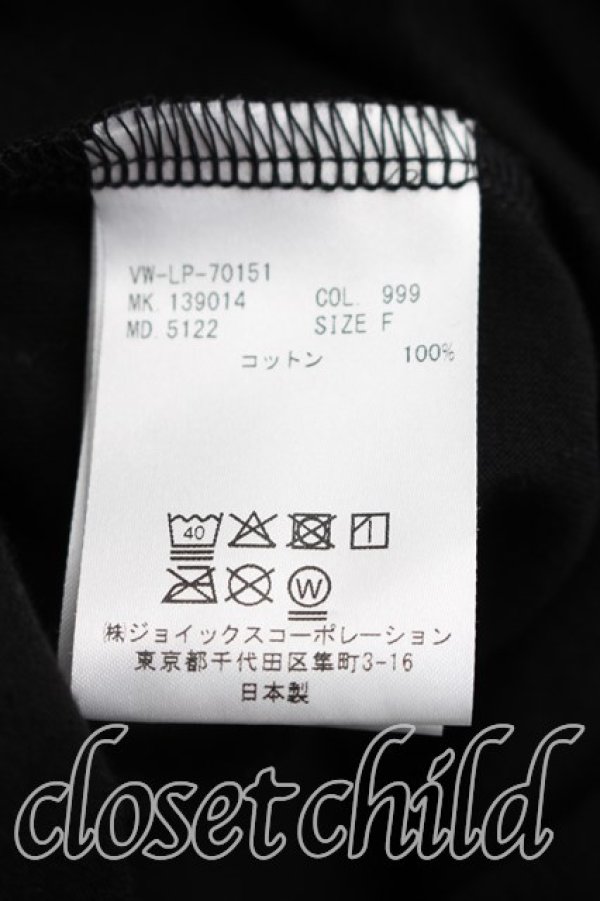 VW-LP-70151
MK. 139014 COL. 999
MD. 5122 SIZE F
コットン 100%
40
W
㈱ジョイックスコーポレーション
東京都千代田区隼町3-16
日本製
closet child